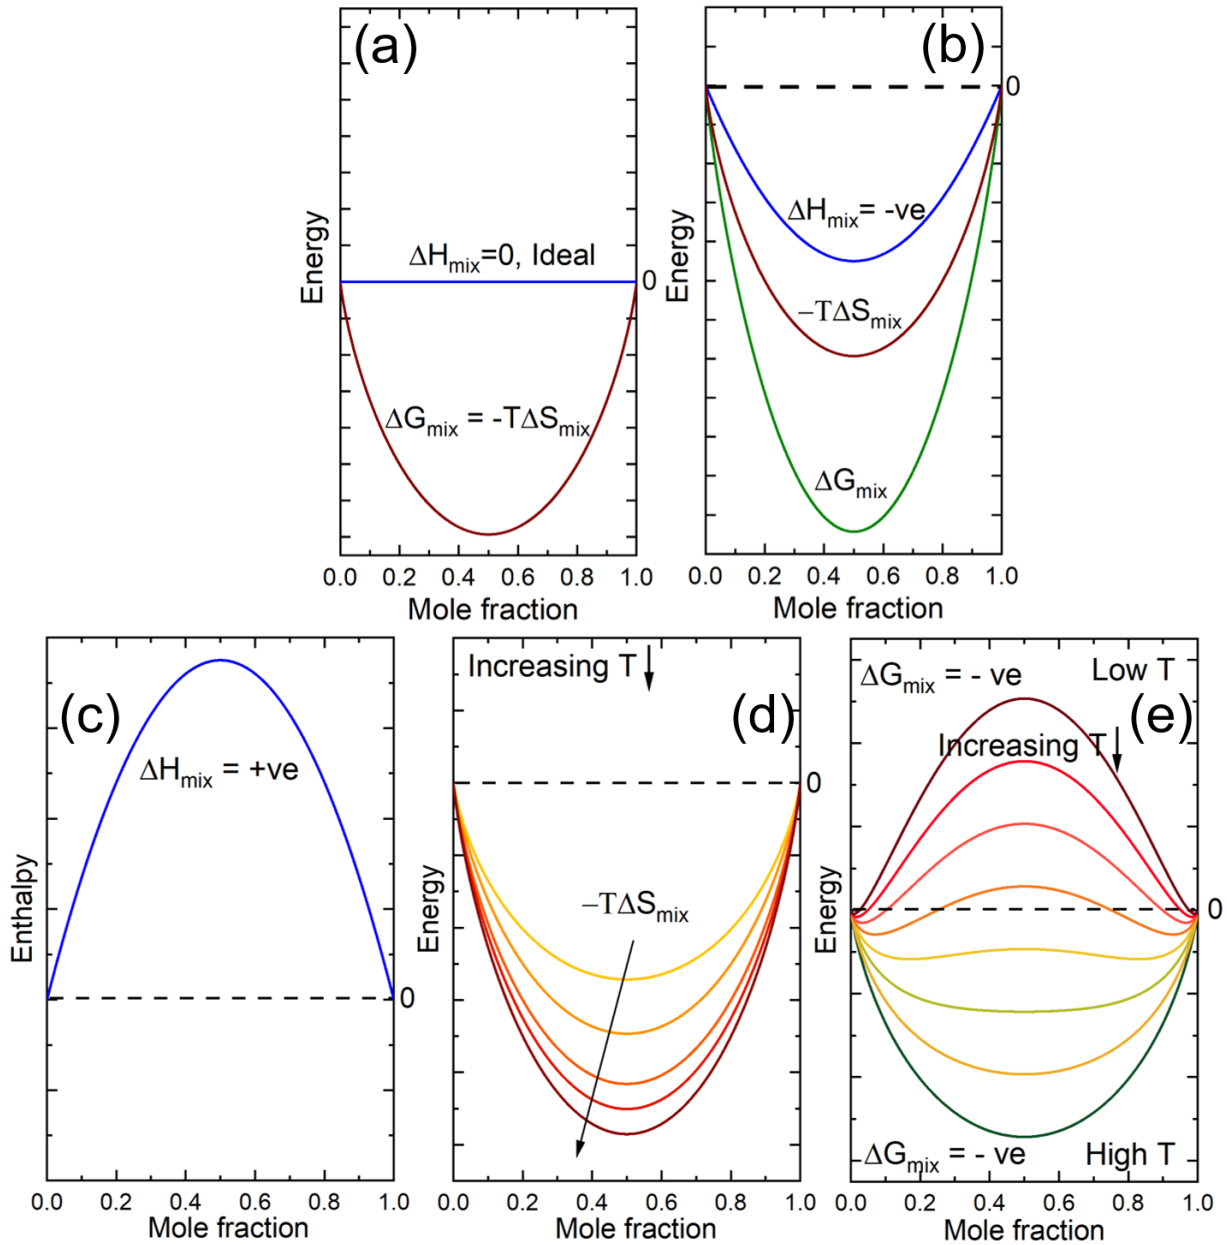 (a)
Energy
ΔHmix=0, Ideal
0
ΔGmix = -TΔSmix
0.0 0.2 0.4 0.6 0.8 1.0
Mole fraction
(b)
0
Energy
ΔHmix= -ve
−TΔSmix
ΔGmix
0.0 0.2 0.4 0.6 0.8 1.0
Mole fraction
(c)
Enthalpy
ΔHmix = +ve
0
0.0 0.2 0.4 0.6 0.8 1.0
Mole fraction
Increasing T
(d)
0
Energy
−TΔSmix
0.0 0.2 0.4 0.6 0.8 1.0
Mole fraction
ΔGmix = - ve
Low T
(e)
Increasing T
Energy
0
ΔGmix = - ve
High T
0.0 0.2 0.4 0.6 0.8 1.0
Mole fraction